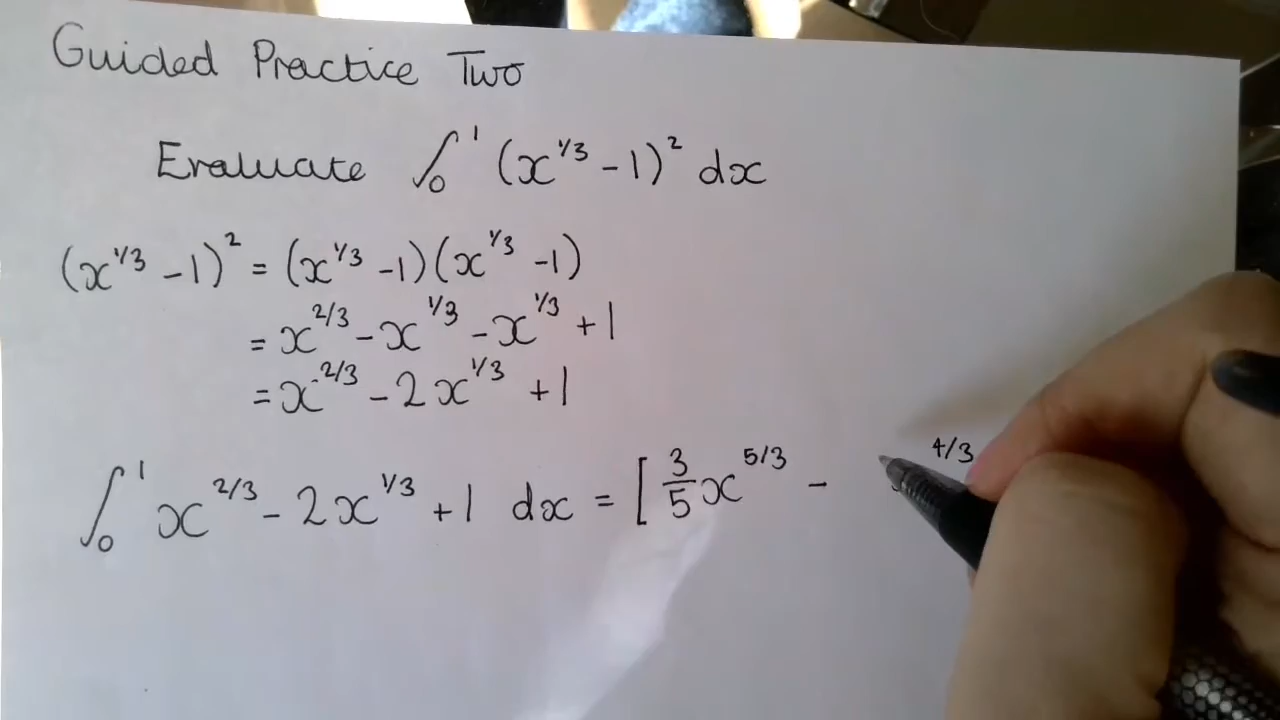 Guided Practice Two
Evaluate ∫₀¹ (x^{1/3} - 1)² dx
(x^{1/3} - 1)² = (x^{1/3} - 1)(x^{1/3} - 1)
= x^{2/3} - x^{1/3} - x^{1/3} + 1
= x^{2/3} - 2x^{1/3} + 1
∫₀¹ x^{2/3} - 2x^{1/3} + 1 dx = [ 3/5 x^{5/3} - ^{4/3}